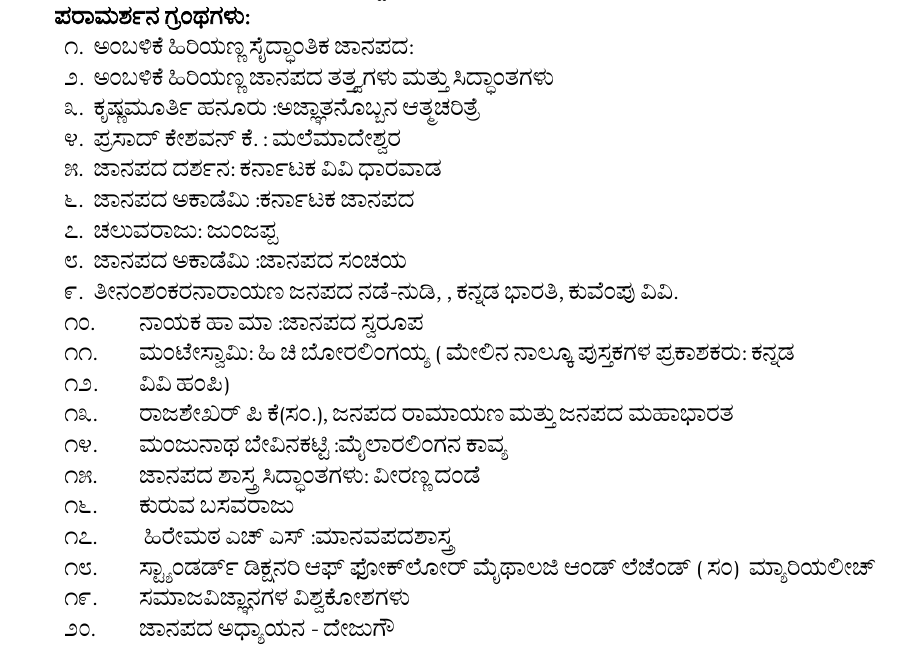 ಪರಾಮರ್ಶನ ಗ್ರಂಥಗಳು:
೧. ಅಂಬಳಿಕೆ ಹಿರಿಯಣ್ಣ ಸೈದ್ಧಾಂತಿಕ ಜಾನಪದ:
೨. ಅಂಬಳಿಕೆ ಹಿರಿಯಣ್ಣ ಜಾನಪದ ತತ್ತ್ವಗಳು ಮತ್ತು ಸಿದ್ಧಾಂತಗಳು
೩. ಕೃಷ್ಣಮೂರ್ತಿ ಹನೂರು :ಅಜ್ಞಾತನೊಬ್ಬನ ಆತ್ಮಚರಿತ್ರೆ
೪. ಪ್ರಸಾದ್ ಕೇಶವನ್ ಕೆ. : ಮಲೆಮಾದೇಶ್ವರ
೫. ಜಾನಪದ ದರ್ಶನ: ಕರ್ನಾಟಕ ವಿವಿ ಧಾರವಾಡ
೬. ಜಾನಪದ ಅಕಾಡೆಮಿ :ಕರ್ನಾಟಕ ಜಾನಪದ
೭. ಚಲುವರಾಜು: ಜುಂಜಪ್ಪ
೮. ಜಾನಪದ ಅಕಾಡೆಮಿ :ಜಾನಪದ ಸಂಚಯ
೯. ತೀನಂಶಂಕರನಾರಾಯಣ ಜನಪದ ನಡೆ-ನುಡಿ, , ಕನ್ನಡ ಭಾರತಿ, ಕುವೆಂಪು ವಿವಿ.
೧೦. ನಾಯಕ ಹಾ ಮಾ :ಜಾನಪದ ಸ್ವರೂಪ
೧೧. ಮಂಟೇಸ್ವಾಮಿ: ಹಿ ಚಿ ಬೋರಲಿಂಗಯ್ಯ ( ಮೇಲಿನ ನಾಲ್ಕೂ ಪುಸ್ತಕಗಳ ಪ್ರಕಾಶಕರು: ಕನ್ನಡ
೧೨. ವಿವಿ ಹಂಪಿ)
೧೩. ರಾಜಶೇಖರ್ ಪಿ ಕೆ(ಸಂ.), ಜನಪದ ರಾಮಾಯಣ ಮತ್ತು ಜನಪದ ಮಹಾಭಾರತ
೧೪. ಮಂಜುನಾಥ ಬೇವಿನಕಟ್ಟಿ :ಮೈಲಾರಲಿಂಗನ ಕಾವ್ಯ
೧೫. ಜಾನಪದ ಶಾಸ್ತ್ರ ಸಿದ್ಧಾಂತಗಳು: ವೀರಣ್ಣ ದಂಡೆ
೧೬. ಕುರುವ ಬಸವರಾಜು
೧೭. ಹಿರೇಮಠ ಎಚ್ ಎಸ್ :ಮಾನವಪದಶಾಸ್ತ್ರ
೧೮. ಸ್ಟ್ಯಾಂಡರ್ಡ್ ಡಿಕ್ಷನರಿ ಆಫ್ ಫೋಕ್‌ಲೋರ್ ಮೈಥಾಲಜಿ ಆಂಡ್ ಲೆಜೆಂಡ್ ( ಸಂ) ಮ್ಯಾರಿಯಲೀಚ್
೧೯. ಸಮಾಜವಿಜ್ಞಾನಗಳ ವಿಶ್ವಕೋಶಗಳು
೨೦. ಜಾನಪದ ಅಧ್ಯಾಯನ - ದೇಜುಗೌ